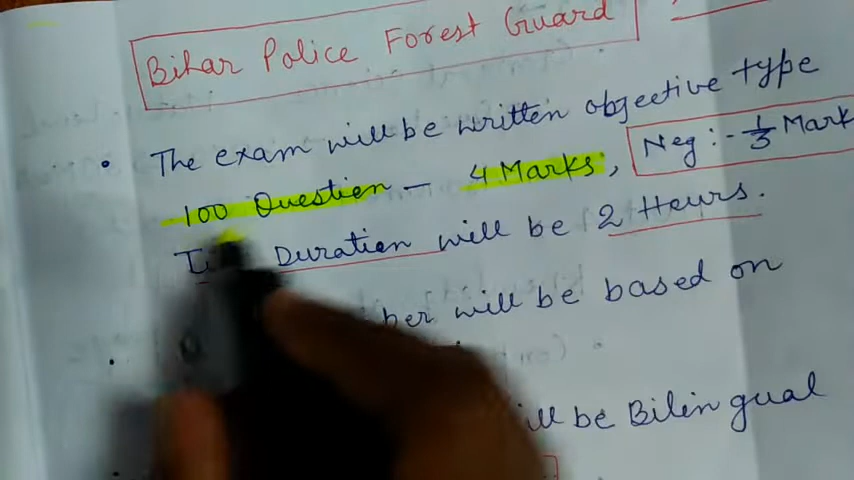 Bihar Police Forest Guard
• The exam will be written objective type
100 Question - 4 Marks, Neg :- 1/3 Mark
Duration will be 2 Hours.
will be based on
will be Bilingual